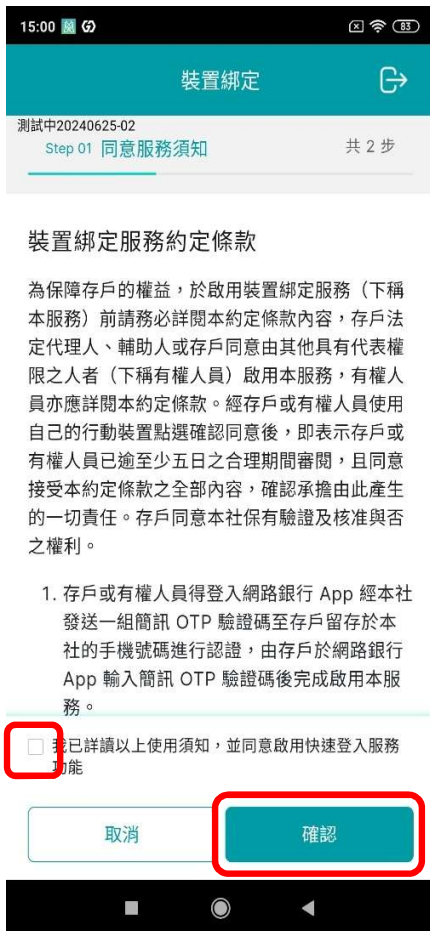 15:00
83
裝置綁定
測試中20240625-02
Step 01 同意服務須知 共 2 步
裝置綁定服務約定條款
為保障存戶的權益，於啟用裝置綁定服務（下稱
本服務）前請務必詳閱本約定條款內容，存戶法
定代理人、輔助人或存戶同意由其他具有代表權
限之人者（下稱有權人員）啟用本服務，有權人
員亦應詳閱本約定條款。經存戶或有權人員使用
自己的行動裝置點選確認同意後，即表示存戶或
有權人員已逾至少五日之合理期間審閱，且同意
接受本約定條款之全部內容，確認承擔由此產生
的一切責任。存戶同意本社保有驗證及核准與否
之權利。
1. 存戶或有權人員得登入網路銀行 App 經本社
發送一組簡訊 OTP 驗證碼至存戶留存於本
社的手機號碼進行認證，由存戶於網路銀行
App 輸入簡訊 OTP 驗證碼後完成啟用本服
務。
我已詳讀以上使用須知，並同意啟用快速登入服務
功能
取消 確認